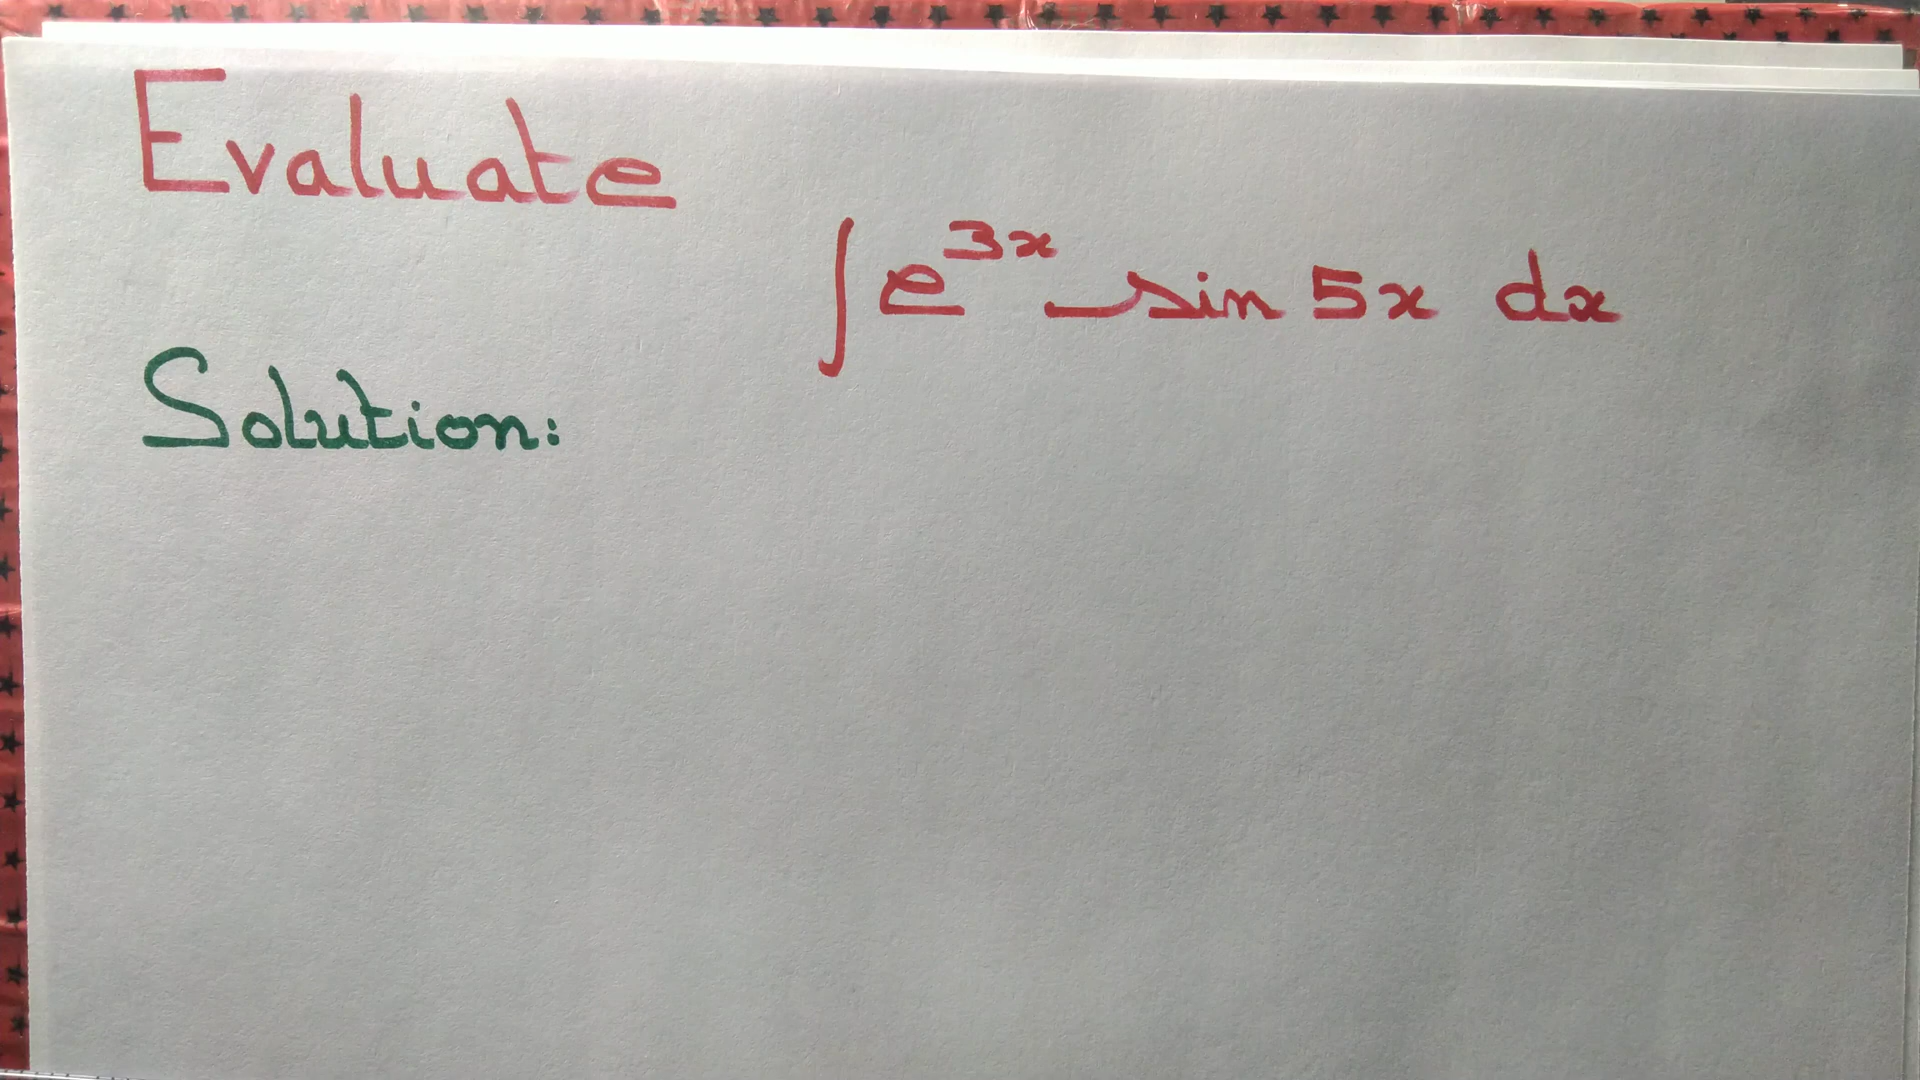 Evaluate
∫ e^{3x} sin 5x dx
Solution: